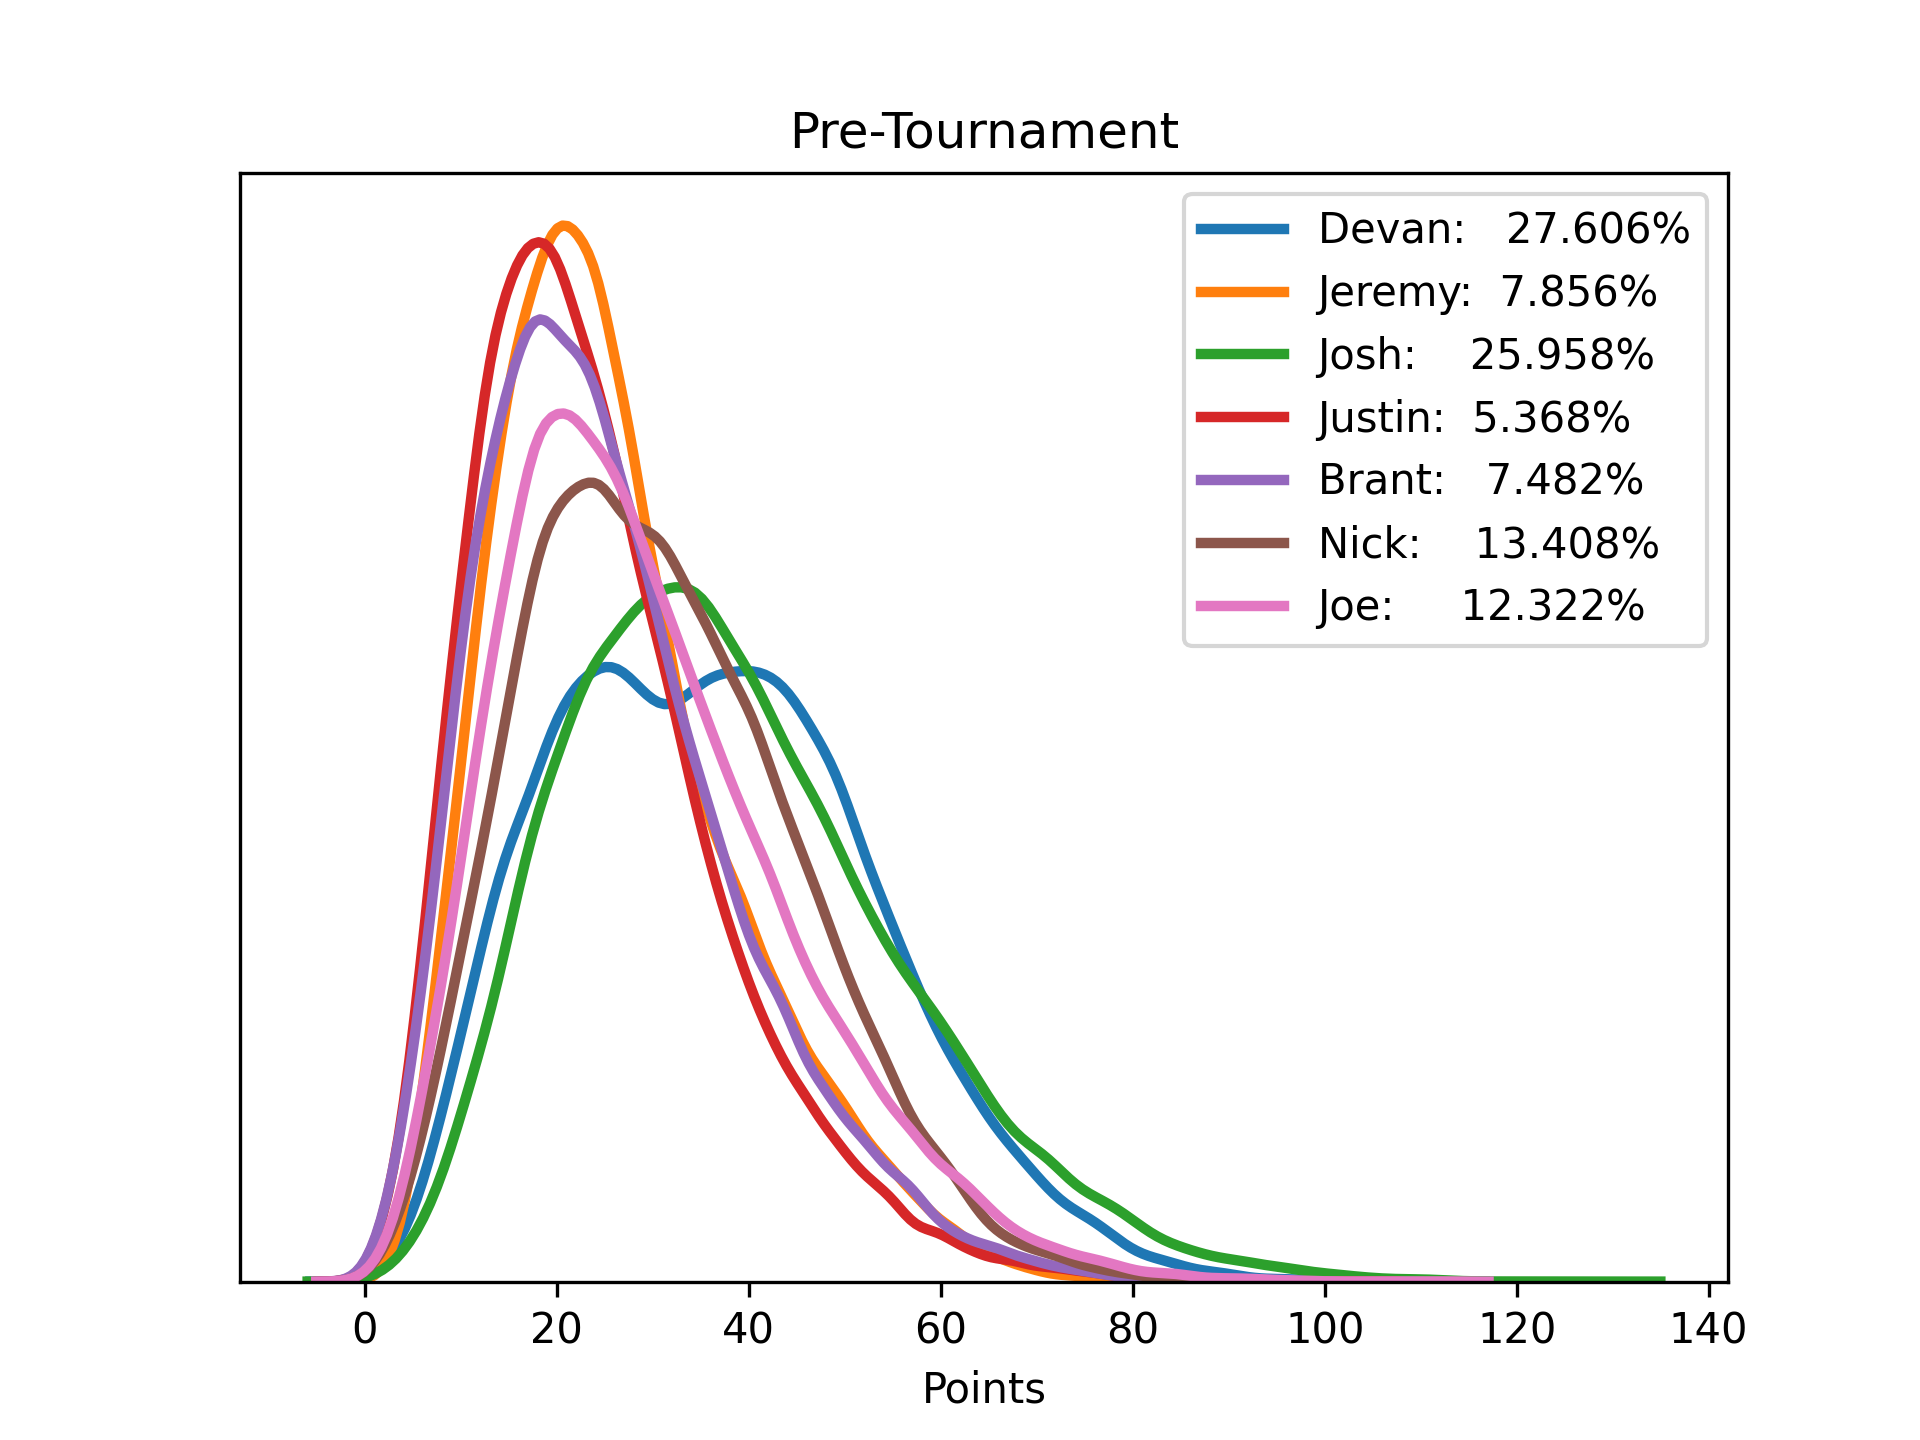 Pre-Tournament
Devan: 27.606%
Jeremy: 7.856%
Josh: 25.958%
Justin: 5.368%
Brant: 7.482%
Nick: 13.408%
Joe: 12.322%
0 20 40 60 80 100 120 140
Points